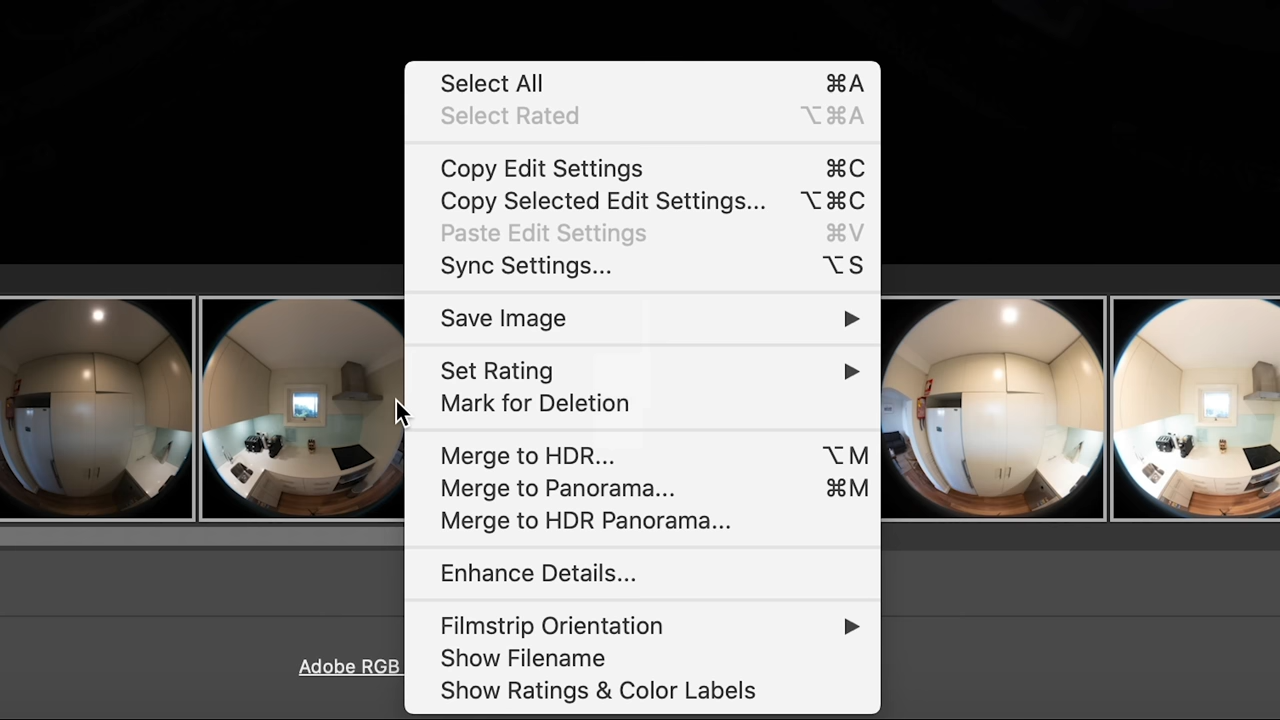 Select All ⌘A
Select Rated ⌥⌘A
Copy Edit Settings ⌘C
Copy Selected Edit Settings... ⌥⌘C
Paste Edit Settings ⌘V
Sync Settings... ⌥S
Save Image ▶
Set Rating ▶
Mark for Deletion
Merge to HDR... ⌥M
Merge to Panorama... ⌘M
Merge to HDR Panorama...
Enhance Details...
Filmstrip Orientation ▶
Show Filename
Adobe RGB
Show Ratings & Color Labels